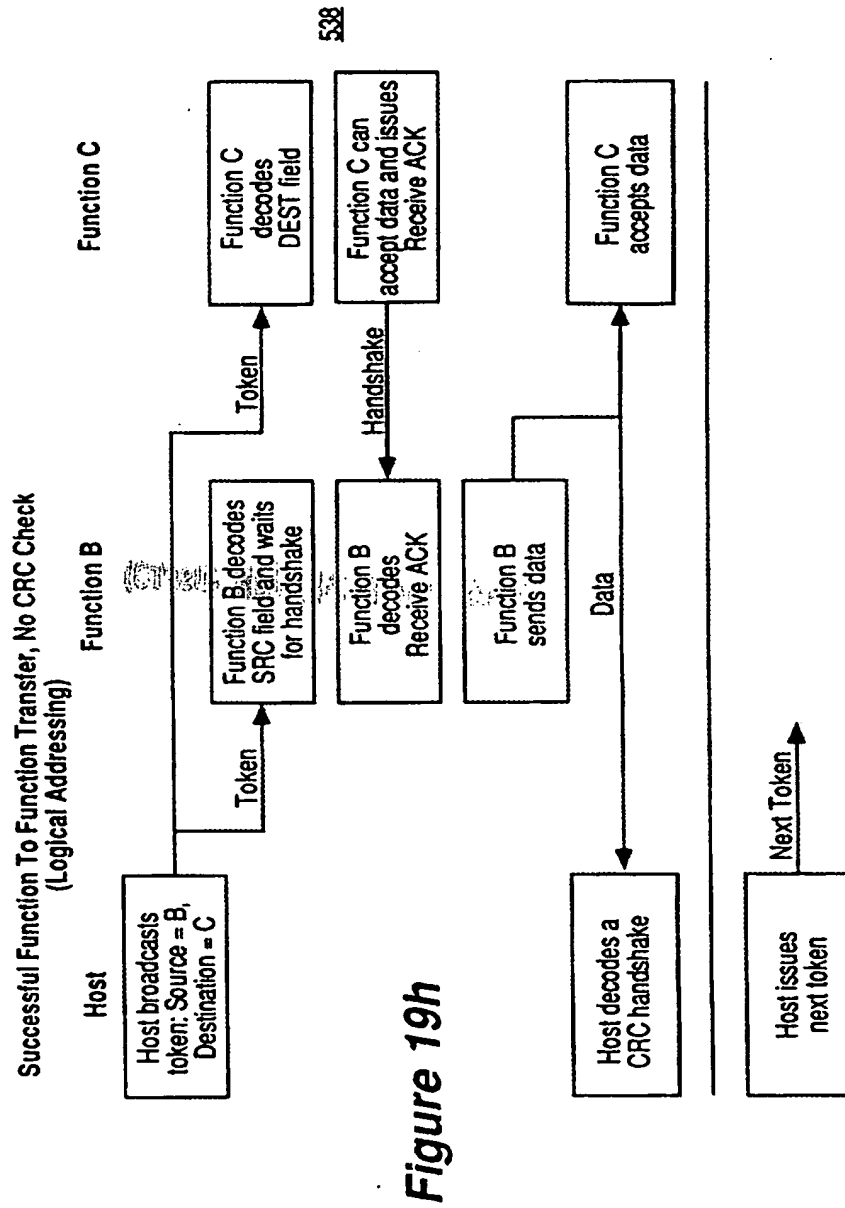 Successful Function To Function Transfer, No CRC Check
(Logical Addressing)
Host
Function B
Function C
538
Host broadcasts
token: Source = B,
Destination = C
Token
Token
Function B decodes
SRC field and waits
for handshake
Function C
decodes
DEST field
Function B
decodes
Receive ACK
Handshake
Function C can
accept data and issues
Receive ACK
Function B
sends data
Data
Host decodes a
CRC handshake
Function C
accepts data
Host issues
next token
Next Token
Figure 19h